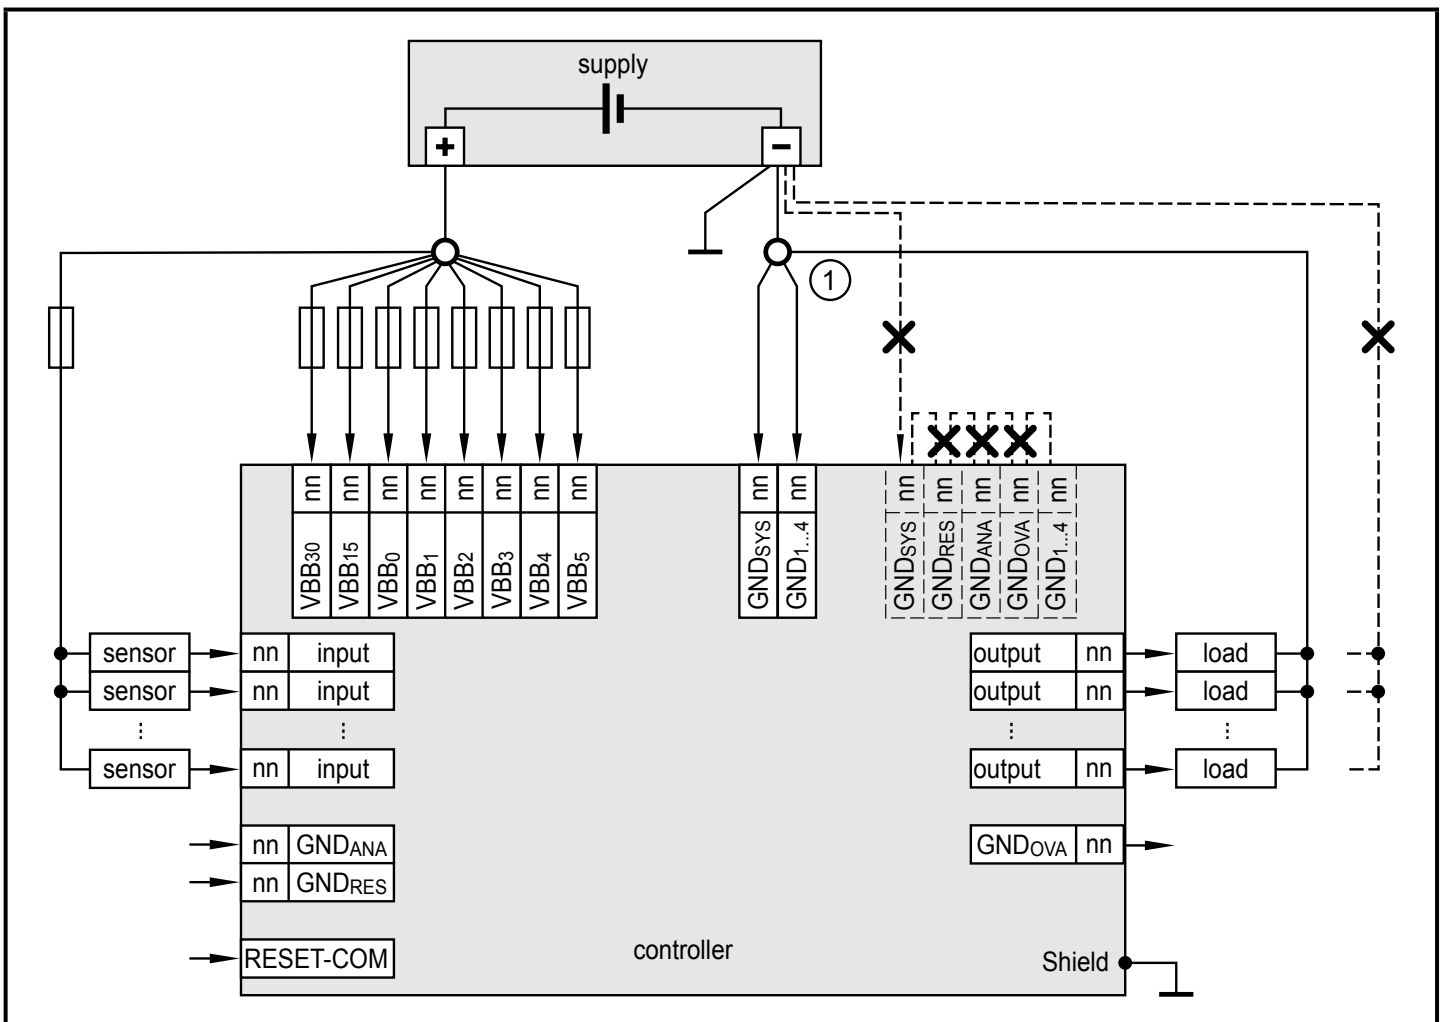 supply
+
−
1
nn nn nn nn nn nn nn nn
VBB30 VBB15 VBB0 VBB1 VBB2 VBB3 VBB4 VBB5
nn nn
GNDSYS GND1...4
nn nn nn nn nn
GNDSYS GNDRES GNDANA GNDOVA GND1...4
sensor nn input
output nn load
sensor nn input
output nn load
⋮ ⋮ ⋮ ⋮
sensor nn input
output nn load
nn GNDANA
GNDOVA nn
nn GNDRES
RESET-COM
controller
Shield